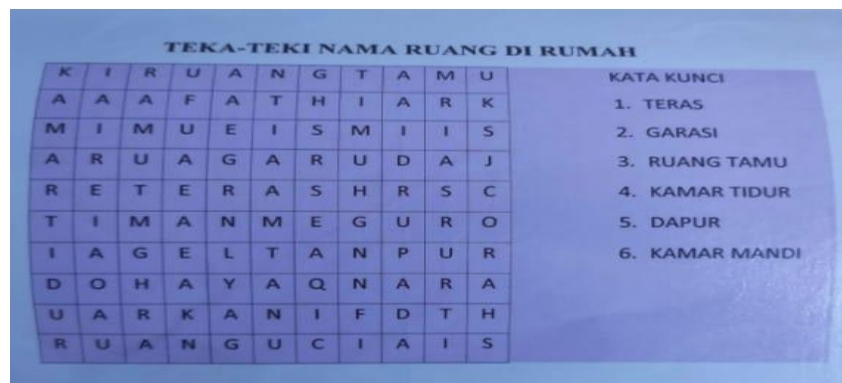 TEKA-TEKI NAMA RUANG DI RUMAH
K I R U A N G T A M U
A A A F A T H I A R K
M I M U E I S M I I S
A R U A G A R U D A J
R E T E R A S H R S C
T I M A N M E G U R O
I A G E L T A N P U R
D O H A Y A Q N A R A
U A R K A N I F D T H
R U A N G U C I A I S
KATA KUNCI
1. TERAS
2. GARASI
3. RUANG TAMU
4. KAMAR TIDUR
5. DAPUR
6. KAMAR MANDI